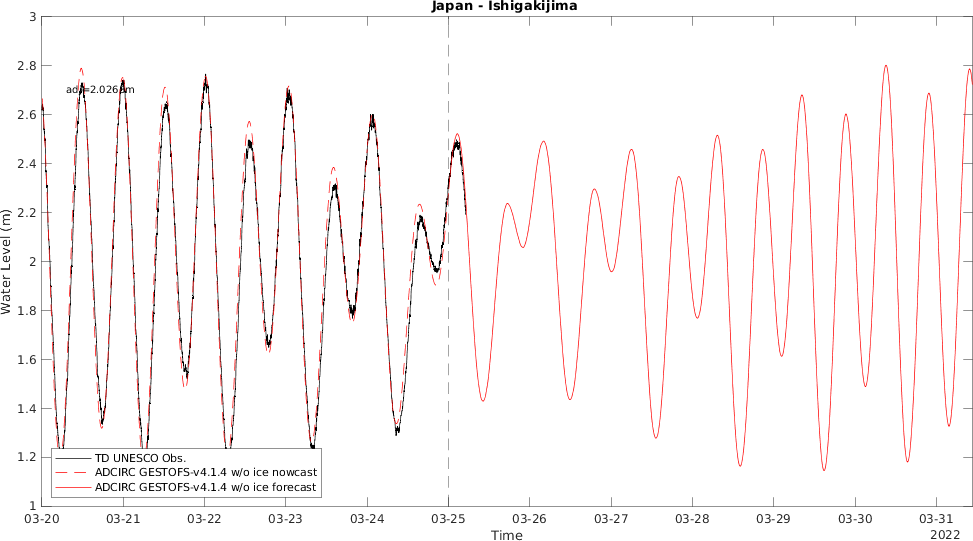 Japan - Ishigakijima
3
2.8
2.6
2.4
2.2
2
1.8
1.6
1.4
1.2
1
Water Level (m)
TD UNESCO Obs.
ADCIRC GESTOFS-v4.1.4 w/o ice nowcast
ADCIRC GESTOFS-v4.1.4 w/o ice forecast
03-20 03-21 03-22 03-23 03-24 03-25 03-26 03-27 03-28 03-29 03-30 03-31
Time
2022